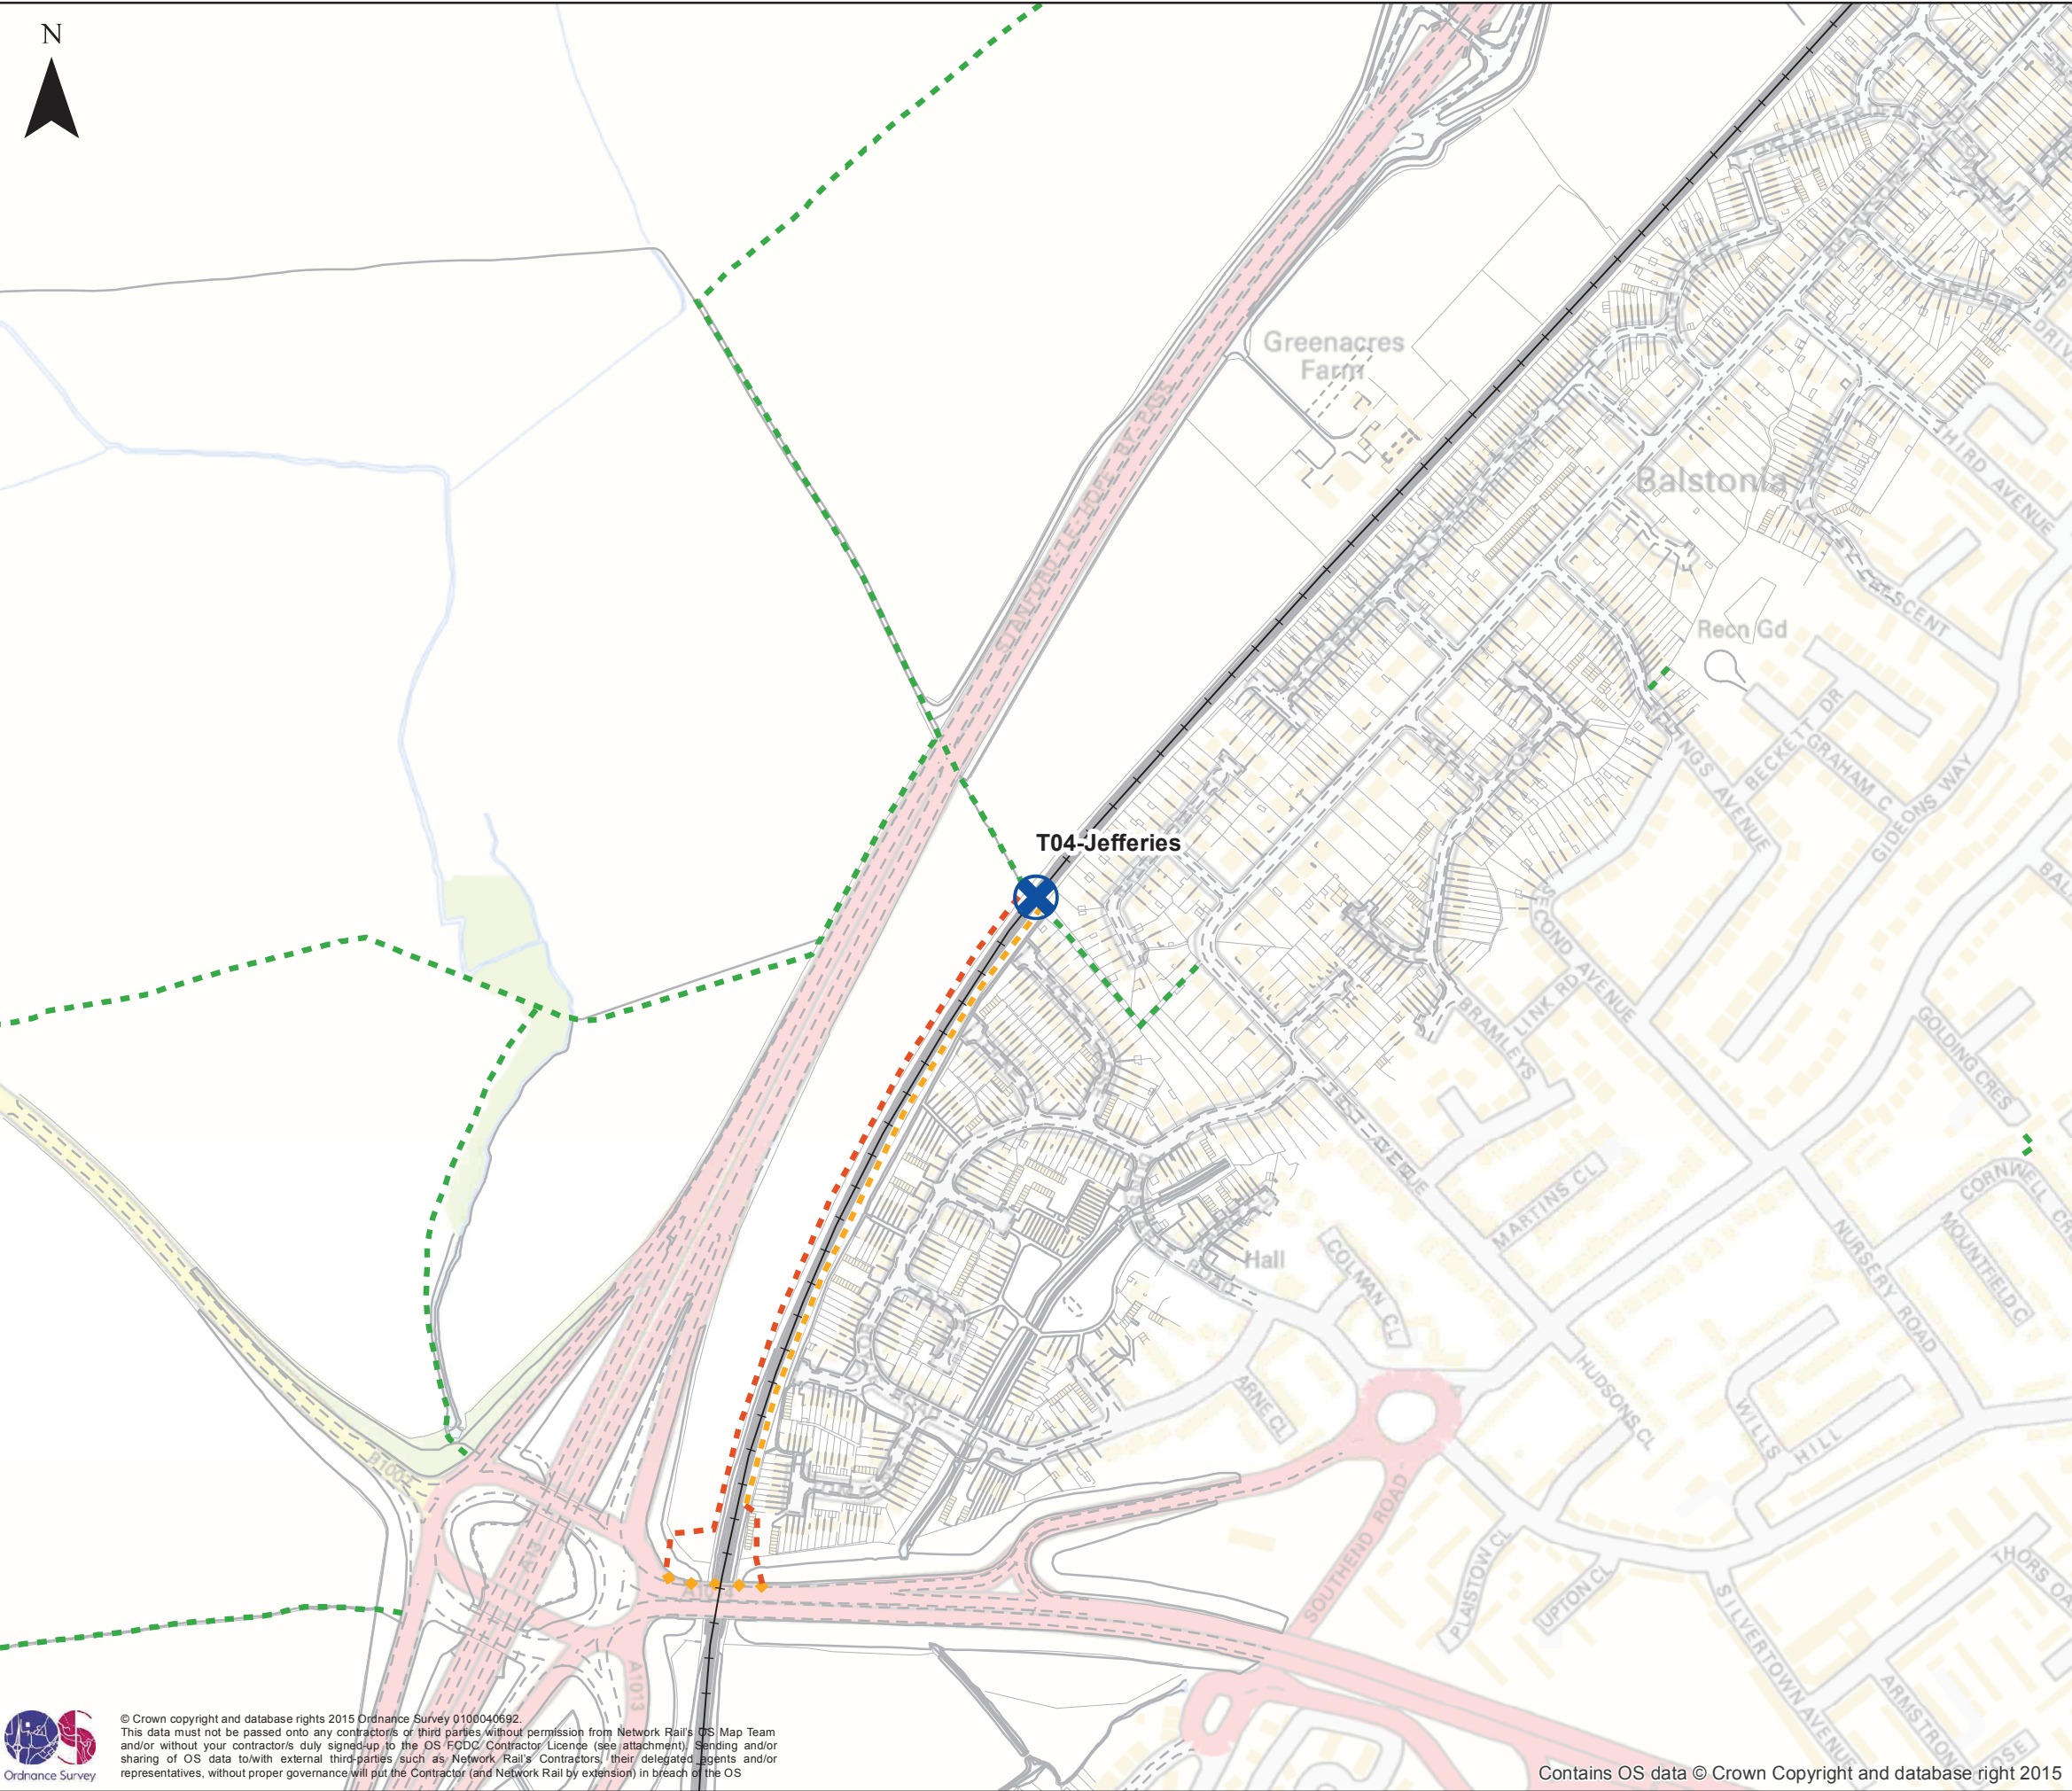 N
STANFORD-LE-HOPE BY-PASS
Greenacres
Farm
Balstonia
THIRD AVENUE
CRESCENT
Recn Gd
BECKETT DR
GRAHAM C
GIDEONS WAY
T04-Jefferies
SECOND AVENUE
LINK RD
BRAMLEYS
GOLDING CRES
CORNWELL C
MOUNTFIELD C
MARTINS CL
NURSERY ROAD
Hall
ROAD
COLMAN CL
ARNE CL
HUDSONS CL
WILLS HILL
B1007
A13
SOUTHEND ROAD
PLAISTOW CL
UPTON CL
THORS
SILVERTOWN AVENUE
A1013
ARMSTRON
Ordnance Survey
© Crown copyright and database rights 2015 Ordnance Survey 0100040692.
This data must not be passed onto any contractor/s or third parties without permission from Network Rail's OS Map Team
and/or without your contractor/s duly signed-up to the OS FCDC Contractor Licence (see attachment). Sending and/or
sharing of OS data to/with external third-parties such as Network Rail's Contractors, their delegated agents and/or
representatives, without proper governance will put the Contractor (and Network Rail by extension) in breach of the OS
Contains OS data © Crown Copyright and database right 2015